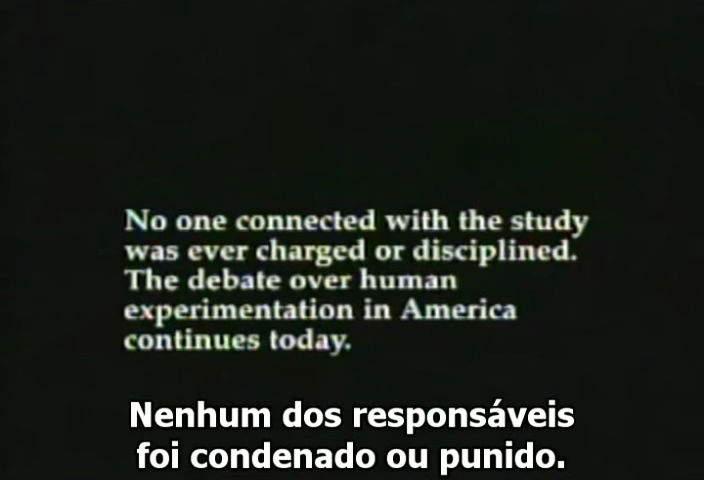 No one connected with the study
was ever charged or disciplined.
The debate over human
experimentation in America
continues today.
Nenhum dos responsáveis
foi condenado ou punido.